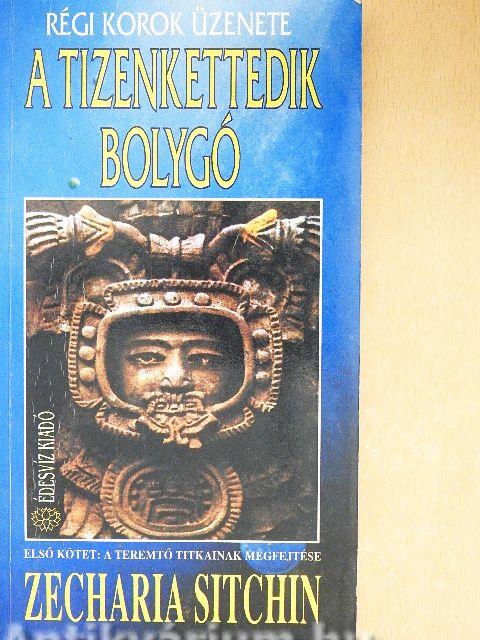 RÉGI KOROK ÜZENETE
A TIZENKETTEDIK
BOLYGÓ
ÉDESVÍZ KIADÓ
ELSŐ KÖTET: A TEREMTŐ TITKAINAK MEGFEJTÉSE
ZECHARIA SITCHIN